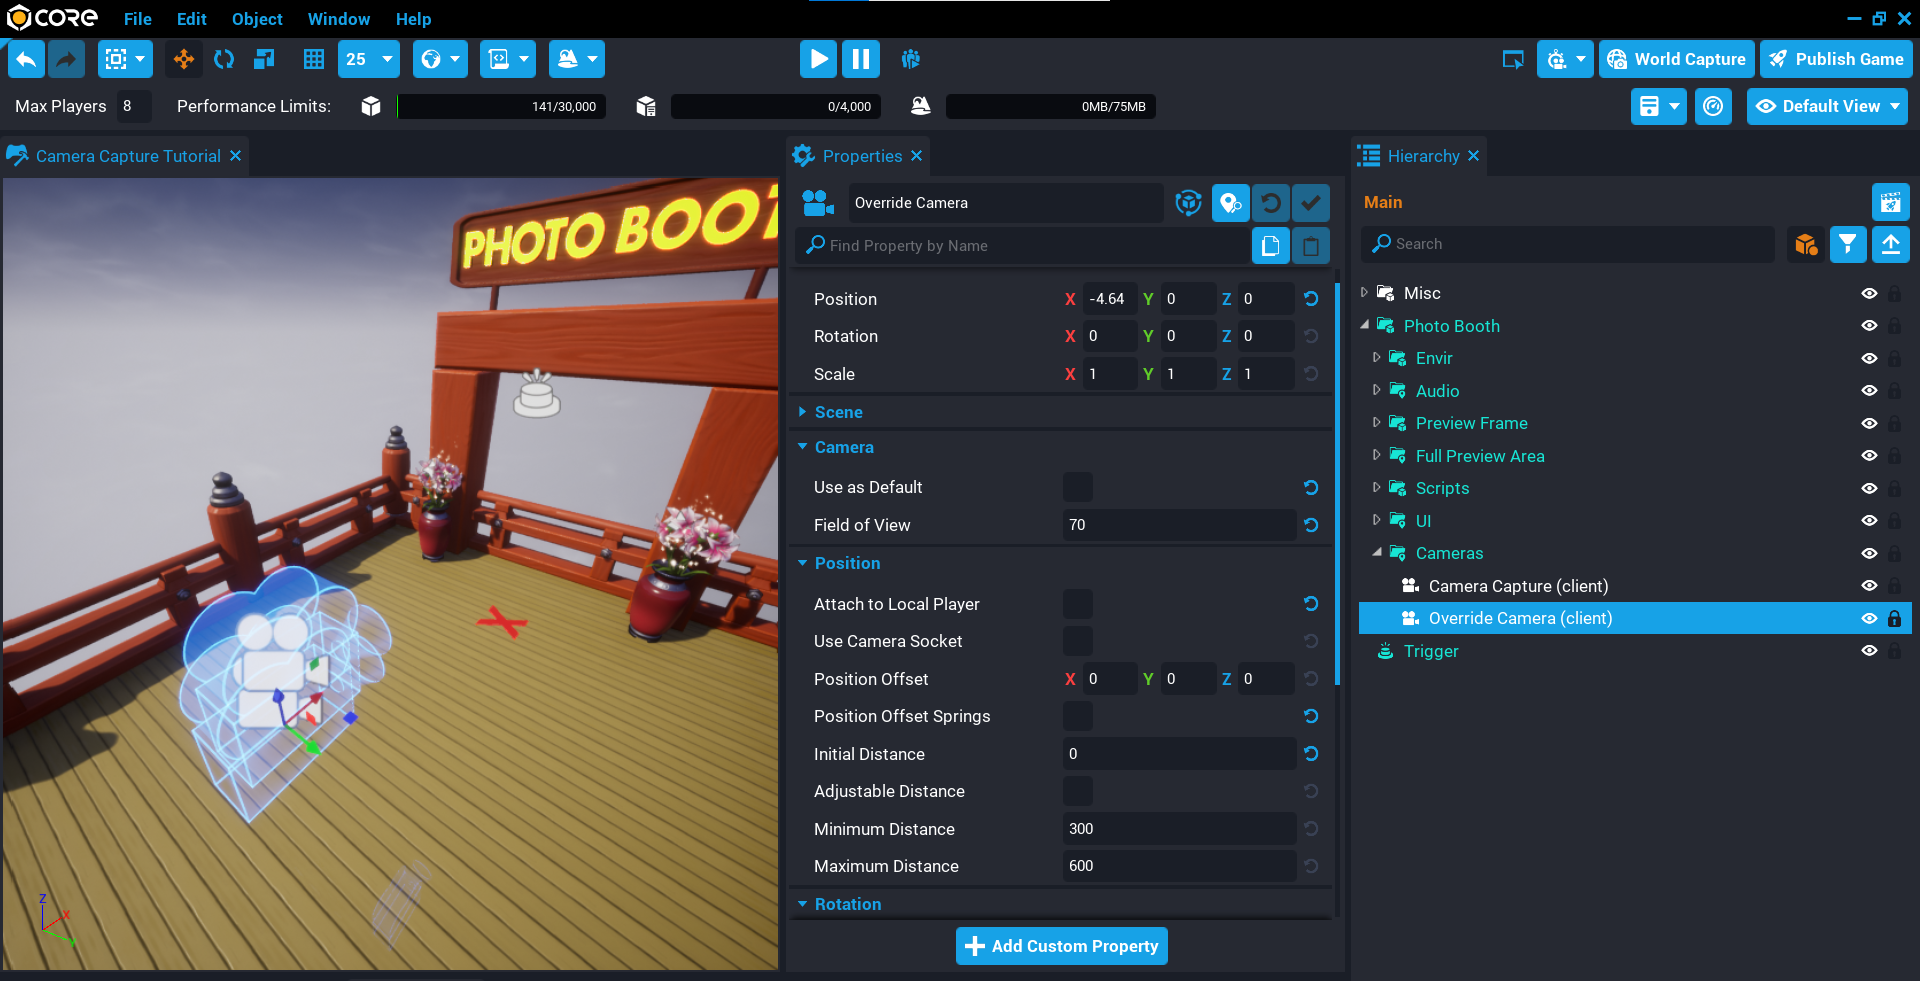 CORE File Edit Object Window Help
25 World Capture Publish Game
Max Players 8 Performance Limits: 141/30,000 0/4,000 0MB/75MB Default View
Camera Capture Tutorial
PHOTO BOO
Z X Y
Properties
Override Camera
Find Property by Name
Position X -4.64 Y 0 Z 0
Rotation X 0 Y 0 Z 0
Scale X 1 Y 1 Z 1
Scene
Camera
Use as Default
Field of View 70
Position
Attach to Local Player
Use Camera Socket
Position Offset X 0 Y 0 Z 0
Position Offset Springs
Initial Distance 0
Adjustable Distance
Minimum Distance 300
Maximum Distance 600
Rotation
Add Custom Property
Hierarchy
Main
Search
Misc
Photo Booth
Envir
Audio
Preview Frame
Full Preview Area
Scripts
UI
Cameras
Camera Capture (client)
Override Camera (client)
Trigger